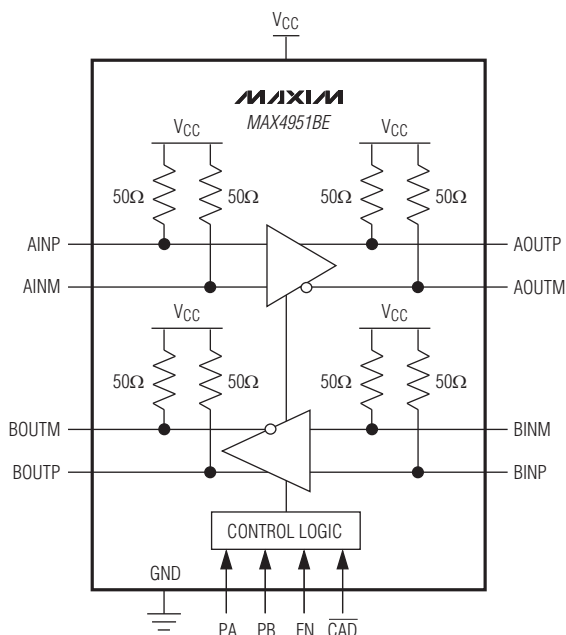 VCC
MAXIM
MAX4951BE
VCC VCC
50Ω 50Ω 50Ω 50Ω
AINP AOUTP
AINM AOUTM
VCC VCC
50Ω 50Ω 50Ω 50Ω
BOUTM BINM
BOUTP BINP
CONTROL LOGIC
GND
PA PB EN CAD